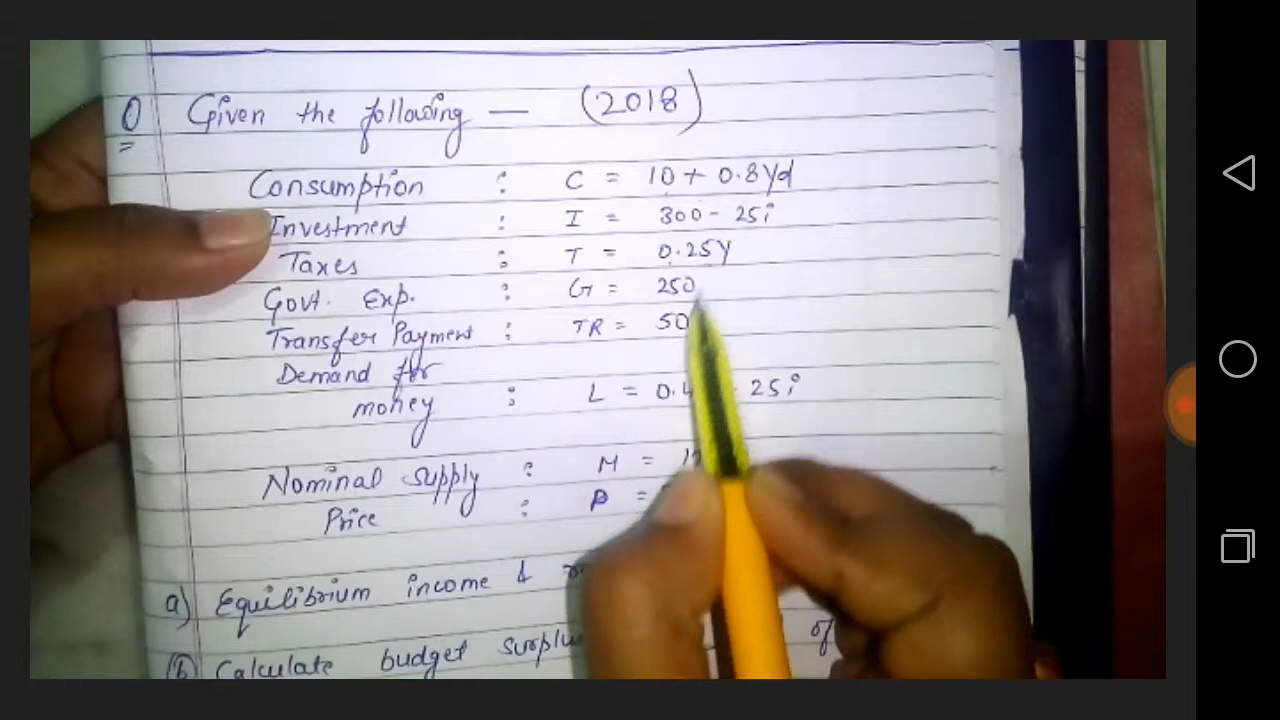 Q Given the following — (2018)
Consumption : C = 10 + 0.8Yd
Investment : I = 300 - 25i
Taxes : T = 0.25Y
Govt. Exp. : G = 250
Transfer Payment : TR = 50
Demand for
money : L = 0.4 25i
Nominal supply : M =
Price : P =
a) Equilibrium income &
(b) Calculate budget of